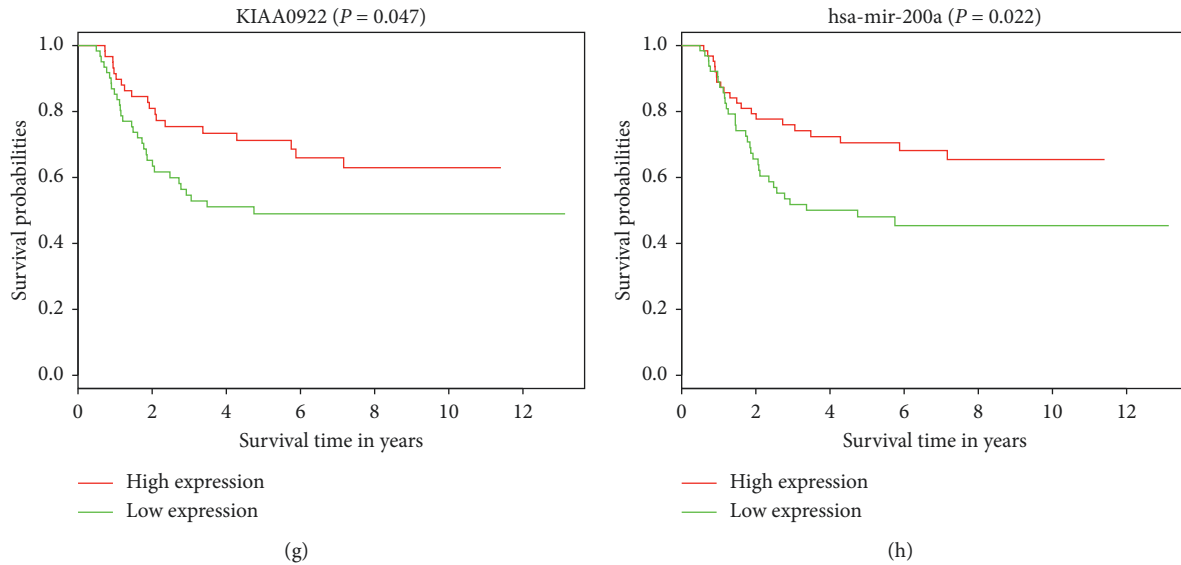 KIAA0922 (P = 0.047)
Survival probabilities
1.0
0.8
0.6
0.4
0.2
0.0
0 2 4 6 8 10 12
Survival time in years
High expression
Low expression
(g)
hsa-mir-200a (P = 0.022)
Survival probabilities
1.0
0.8
0.6
0.4
0.2
0.0
0 2 4 6 8 10 12
Survival time in years
High expression
Low expression
(h)